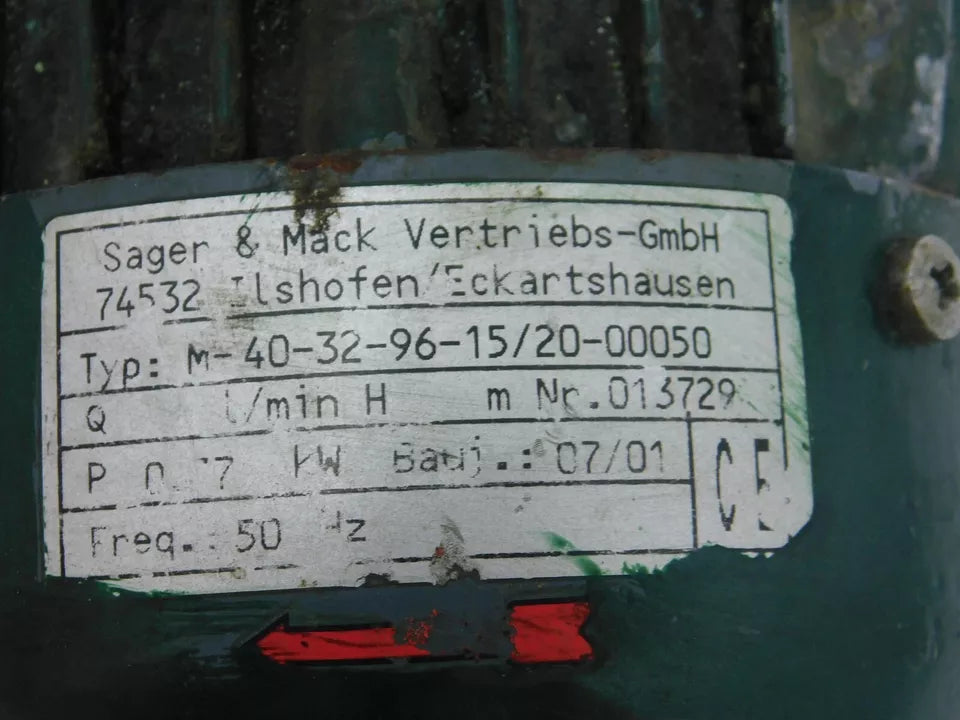 Sager & Mack Vertriebs-GmbH
74532 Ilshofen/Eckartshausen
Typ: M-40-32-96-15/20-00050
Q l/min H m Nr.013729
P kW Bauj.: 07/01
Freq.: 50 Hz
CE